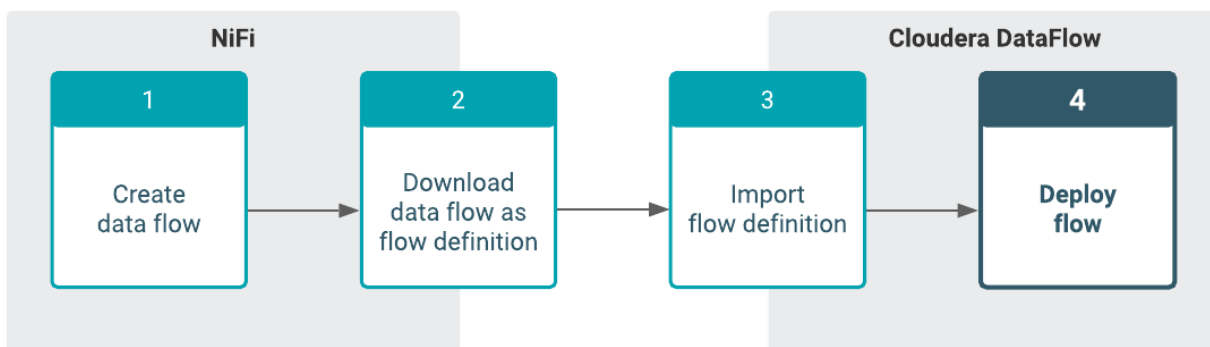 NiFi
Cloudera DataFlow
1
2
3
4
Create
data flow
Download
data flow as
flow definition
Import
flow definition
Deploy
flow